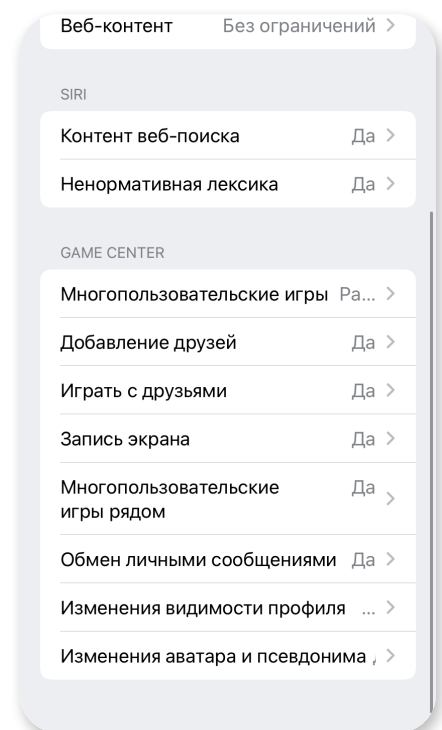 Веб-контент Без ограничений
SIRI
Контент веб-поиска Да
Ненормативная лексика Да
GAME CENTER
Многопользовательские игры Ра...
Добавление друзей Да
Играть с друзьями Да
Запись экрана Да
Многопользовательские Да
игры рядом
Обмен личными сообщениями Да
Изменения видимости профиля ...
Изменения аватара и псевдонима